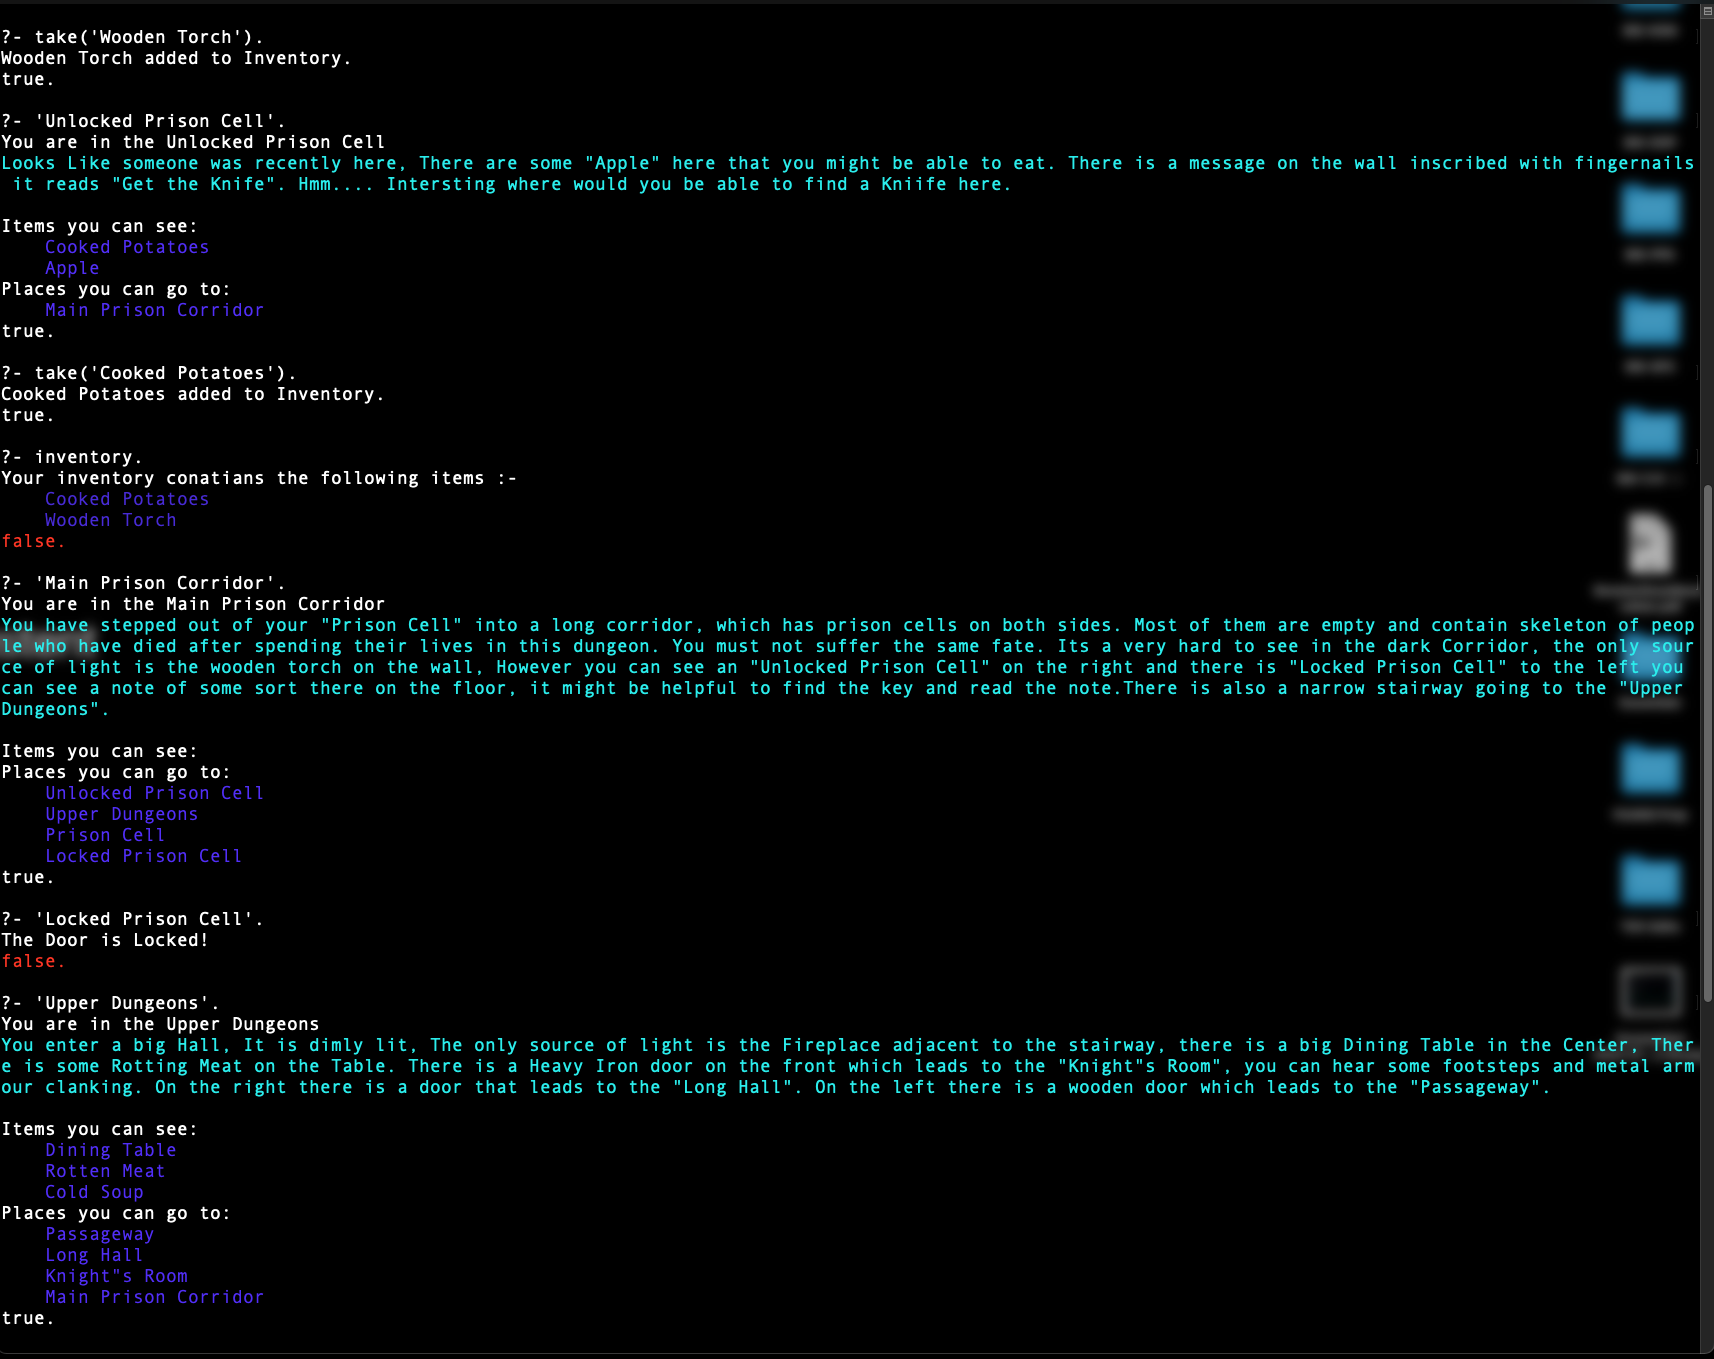 ?- take('Wooden Torch').
Wooden Torch added to Inventory.
true.
?- 'Unlocked Prison Cell'.
You are in the Unlocked Prison Cell
Looks Like someone was recently here, There are some "Apple" here that you might be able to eat. There is a message on the wall inscribed with fingernails
it reads "Get the Knife". Hmm.... Intersting where would you be able to find a Kniife here.
Items you can see:
Cooked Potatoes
Apple
Places you can go to:
Main Prison Corridor
true.
?- take('Cooked Potatoes').
Cooked Potatoes added to Inventory.
true.
?- inventory.
Your inventory conatians the following items :-
Cooked Potatoes
Wooden Torch
false.
?- 'Main Prison Corridor'.
You are in the Main Prison Corridor
You have stepped out of your "Prison Cell" into a long corridor, which has prison cells on both sides. Most of them are empty and contain skeleton of peop
le who have died after spending their lives in this dungeon. You must not suffer the same fate. Its a very hard to see in the dark Corridor, the only sour
ce of light is the wooden torch on the wall, However you can see an "Unlocked Prison Cell" on the right and there is "Locked Prison Cell" to the left you
can see a note of some sort there on the floor, it might be helpful to find the key and read the note.There is also a narrow stairway going to the "Upper
Dungeons".
Items you can see:
Places you can go to:
Unlocked Prison Cell
Upper Dungeons
Prison Cell
Locked Prison Cell
true.
?- 'Locked Prison Cell'.
The Door is Locked!
false.
?- 'Upper Dungeons'.
You are in the Upper Dungeons
You enter a big Hall, It is dimly lit, The only source of light is the Fireplace adjacent to the stairway, there is a big Dining Table in the Center, Ther
e is some Rotting Meat on the Table. There is a Heavy Iron door on the front which leads to the "Knight"s Room", you can hear some footsteps and metal arm
our clanking. On the right there is a door that leads to the "Long Hall". On the left there is a wooden door which leads to the "Passageway".
Items you can see:
Dining Table
Rotten Meat
Cold Soup
Places you can go to:
Passageway
Long Hall
Knight"s Room
Main Prison Corridor
true.